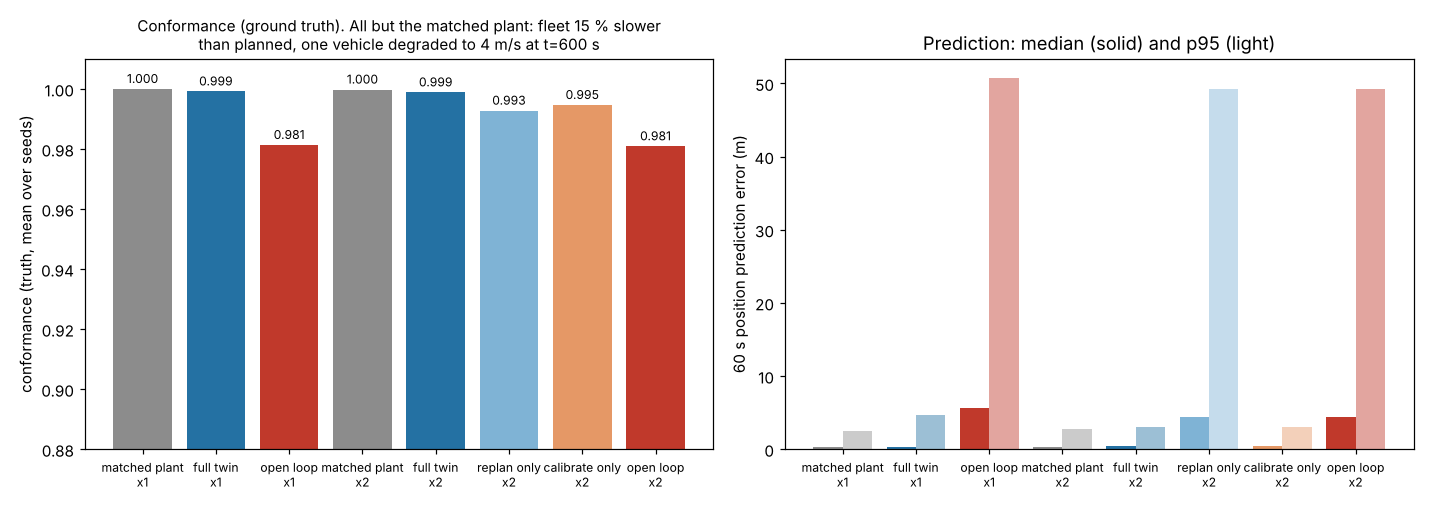 Conformance (ground truth). All but the matched plant: fleet 15 % slower
than planned, one vehicle degraded to 4 m/s at t=600 s
conformance (truth, mean over seeds)
1.00
0.98
0.96
0.94
0.92
0.90
0.88
1.000
0.999
0.981
1.000
0.999
0.993
0.995
0.981
matched plant x1
full twin x1
open loop x1
matched plant x2
full twin x2
replan only x2
calibrate only x2
open loop x2
Prediction: median (solid) and p95 (light)
60 s position prediction error (m)
50
40
30
20
10
0
matched plant x1
full twin x1
open loop x1
matched plant x2
full twin x2
replan only x2
calibrate only x2
open loop x2